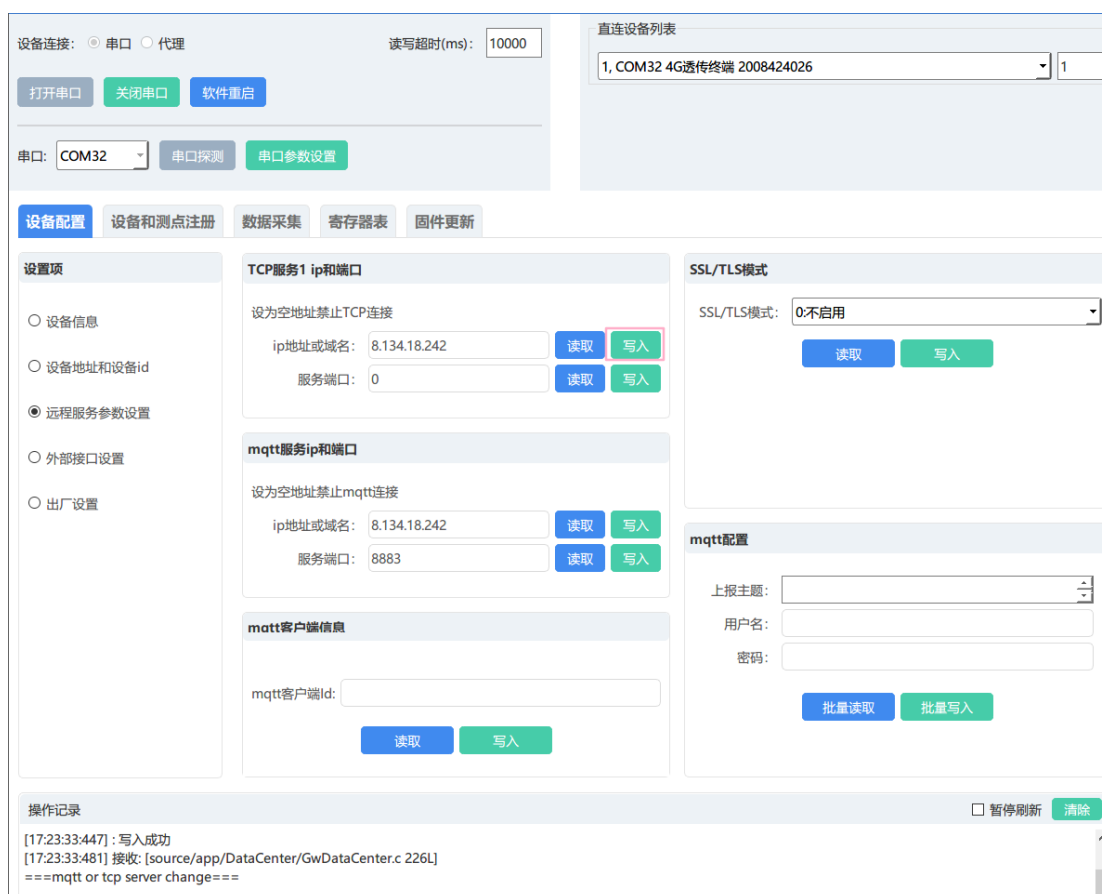 设备连接: 串口 代理 读写超时(ms): 10000
打开串口 关闭串口 软件重启
串口: COM32 串口探测 串口参数设置
直连设备列表
1, COM32 4G透传终端 2008424026 1
设备配置 设备和测点注册 数据采集 寄存器表 固件更新
设置项
设备信息
设备地址和设备id
远程服务参数设置
外部接口设置
出厂设置
TCP服务1 ip和端口
设为空地址禁止TCP连接
ip地址或域名: 8.134.18.242 读取 写入
服务端口: 0 读取 写入
mqtt服务ip和端口
设为空地址禁止mqtt连接
ip地址或域名: 8.134.18.242 读取 写入
服务端口: 8883 读取 写入
mqtt客户端信息
mqtt客户端Id:
读取 写入
SSL/TLS模式
SSL/TLS模式: 0:不启用
读取 写入
mqtt配置
上报主题:
用户名:
密码:
批量读取 批量写入
操作记录 暂停刷新 清除
[17:23:33:447] : 写入成功
[17:23:33:481] 接收: [source/app/DataCenter/GwDataCenter.c 226L]
===mqtt or tcp server change===